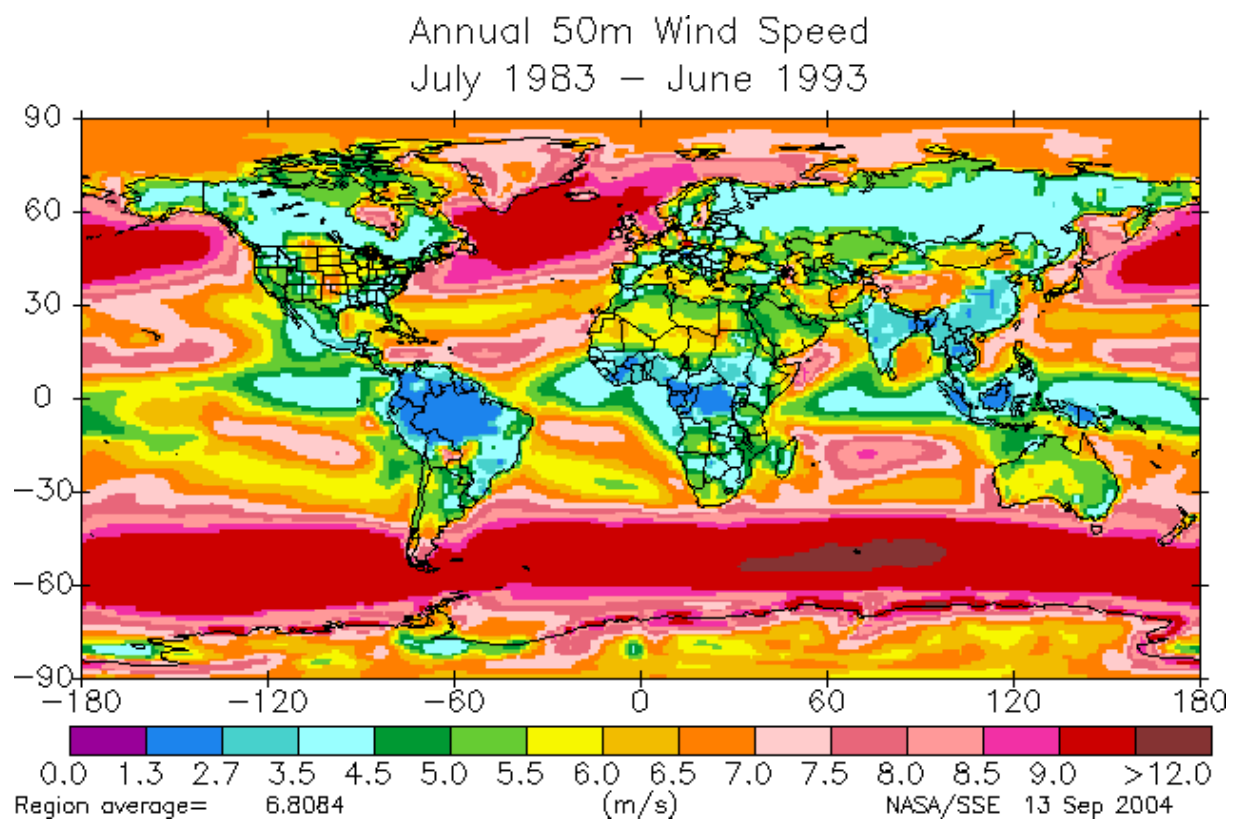 Annual 50m Wind Speed
July 1983 – June 1993
90
60
30
0
−30
−60
−90
−180 −120 −60 0 60 120 180
0.0 1.3 2.7 3.5 4.5 5.0 5.5 6.0 6.5 7.0 7.5 8.0 8.5 9.0 >12.0
Region average= 6.8084 (m/s) NASA/SSE 13 Sep 2004